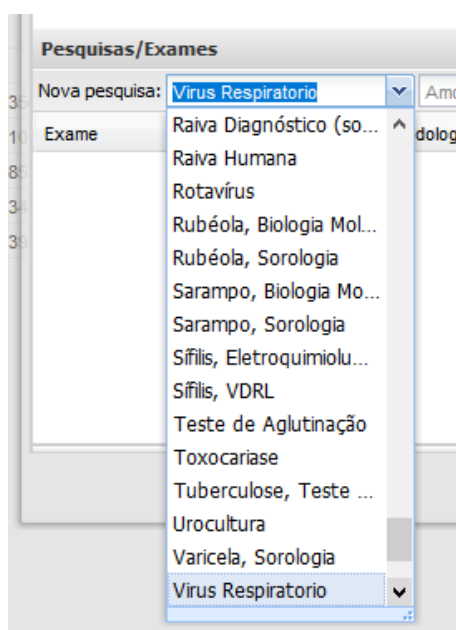 Pesquisas/Exames
Nova pesquisa: Virus Respiratorio
Exame
Raiva Diagnóstico (so...
Raiva Humana
Rotavírus
Rubéola, Biologia Mol...
Rubéola, Sorologia
Sarampo, Biologia Mo...
Sarampo, Sorologia
Sífilis, Eletroquimiolu...
Sífilis, VDRL
Teste de Aglutinação
Toxocariase
Tuberculose, Teste ...
Urocultura
Varicela, Sorologia
Virus Respiratorio